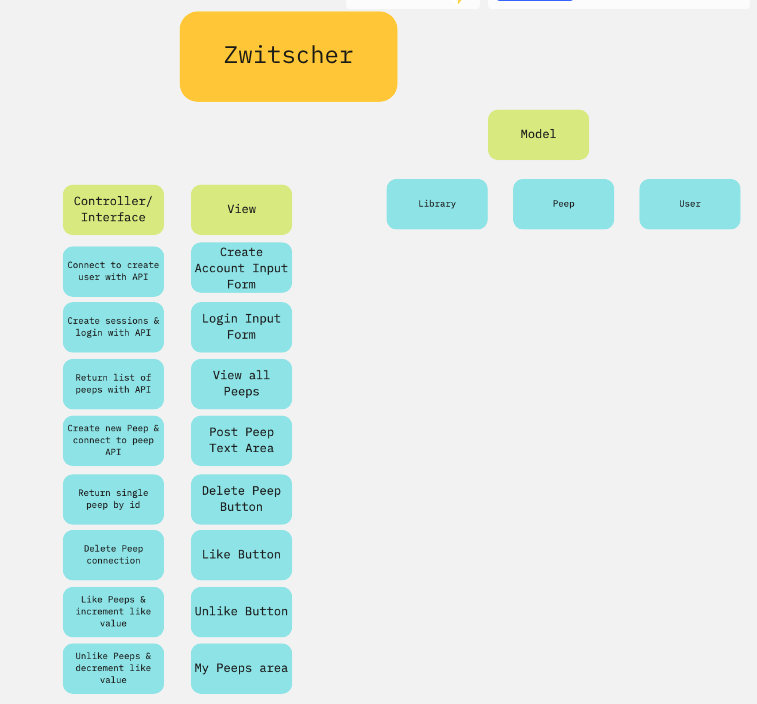 Zwitscher
Model
Library
Peep
User
Controller/
Interface
Connect to create
user with API
Create sessions &
login with API
Return list of
peeps with API
Create new Peep &
connect to peep
API
Return single
peep by id
Delete Peep
connection
Like Peeps &
increment like
value
Unlike Peeps &
decrement like
value
View
Create
Account Input
Form
Login Input
Form
View all
Peeps
Post Peep
Text Area
Delete Peep
Button
Like Button
Unlike Button
My Peeps area